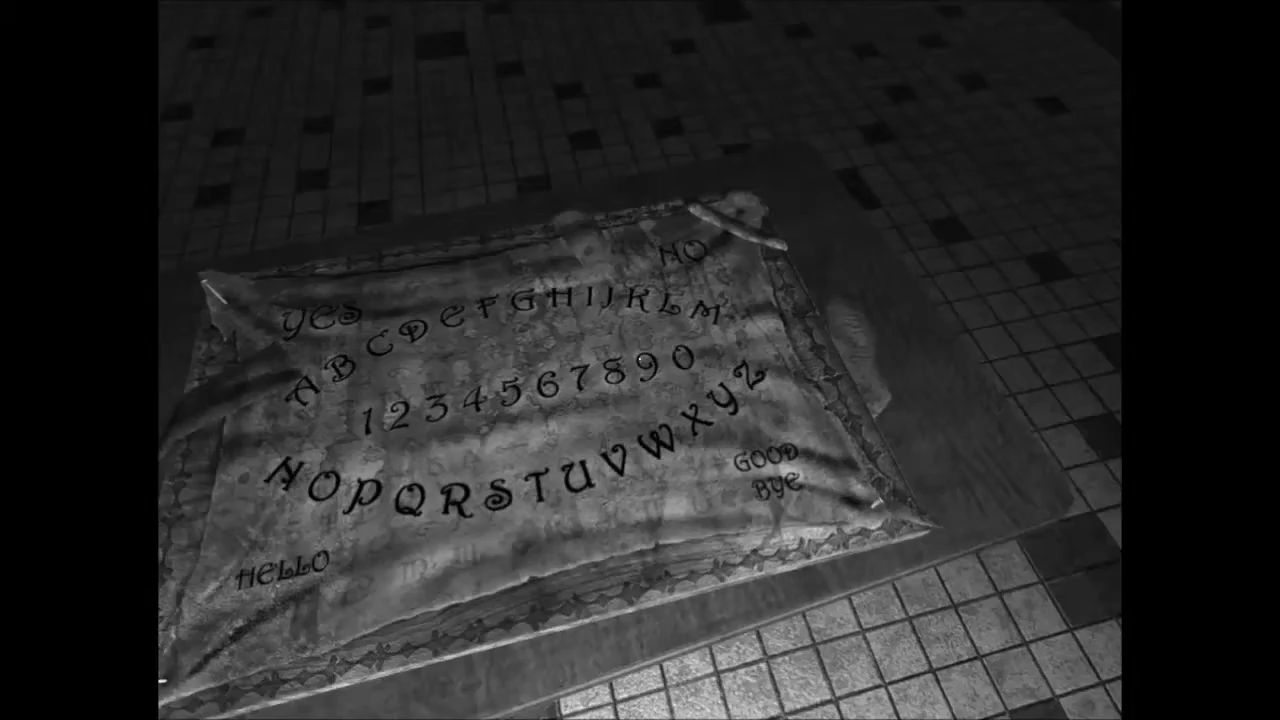 YES NO
ABCDEFGHIJKLM
1234567890
NOPQRSTUVWXYZ
GOOD
BYE
HELLO